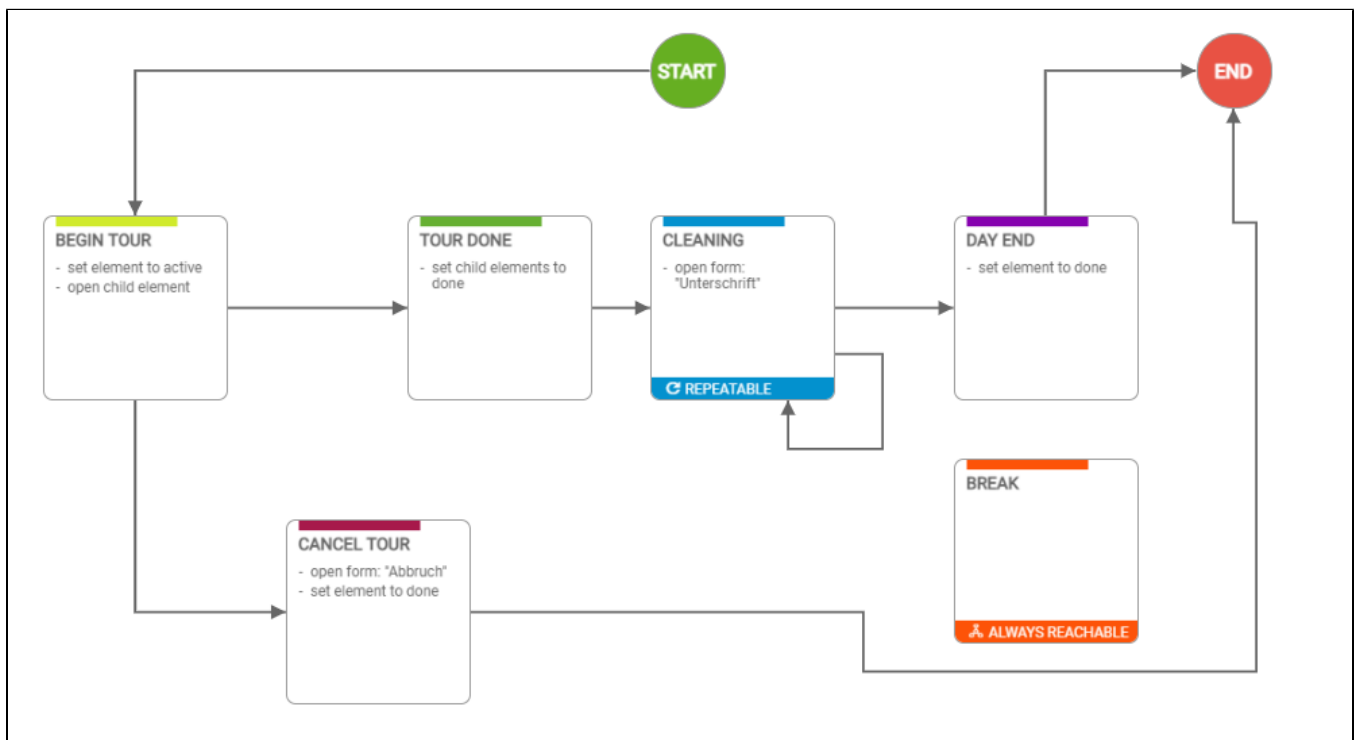 START
END
BEGIN TOUR
- set element to active
- open child element
TOUR DONE
- set child elements to
done
CLEANING
- open form:
"Unterschrift"
REPEATABLE
DAY END
- set element to done
BREAK
ALWAYS REACHABLE
CANCEL TOUR
- open form: "Abbruch"
- set element to done